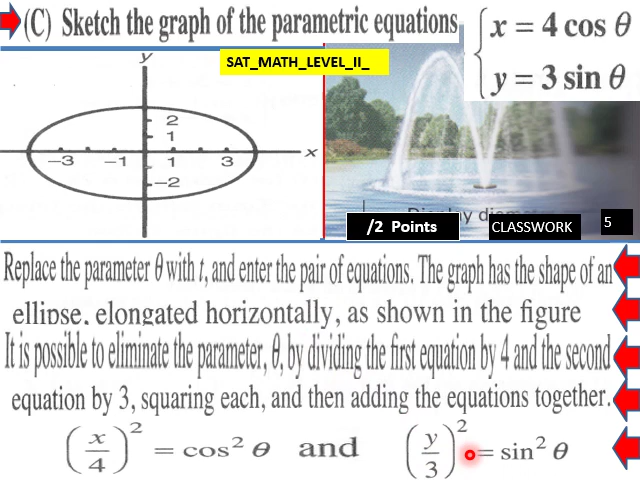 (C) Sketch the graph of the parametric equations
x = 4 cos θ
y = 3 sin θ
SAT_MATH_LEVEL_II_
y
2
1
-3 -1 1 3 x
-2
/2 Points
CLASSWORK
5
Replace the parameter θ with t, and enter the pair of equations. The graph has the shape of an
ellipse, elongated horizontally, as shown in the figure
It is possible to eliminate the parameter, θ, by dividing the first equation by 4 and the second
equation by 3, squaring each, and then adding the equations together.
(x/4)² = cos² θ and (y/3)² = sin² θ